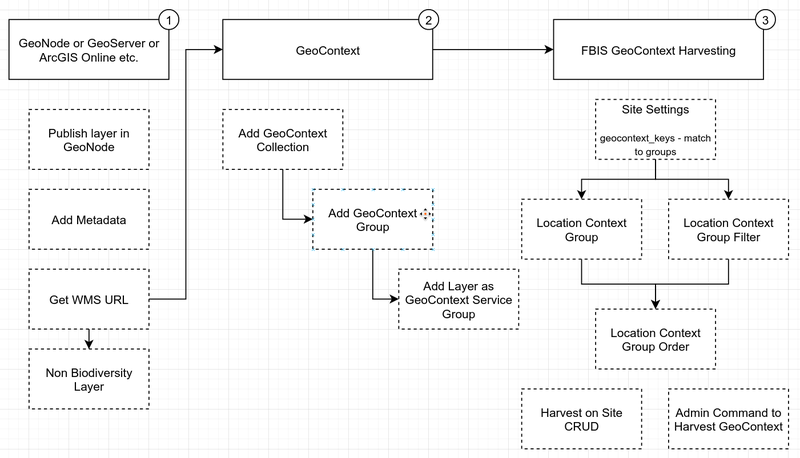 1
GeoNode or GeoServer or
ArcGIS Online etc.
2
GeoContext
3
FBIS GeoContext Harvesting
Publish layer in
GeoNode
Add Metadata
Get WMS URL
Non Biodiversity
Layer
Add GeoContext
Collection
Add GeoContext
Group
Add Layer as
GeoContext Service
Group
Site Settings
geocontext_keys - match
to groups
Location Context
Group
Location Context
Group Filter
Location Context
Group Order
Harvest on Site
CRUD
Admin Command to
Harvest GeoContext